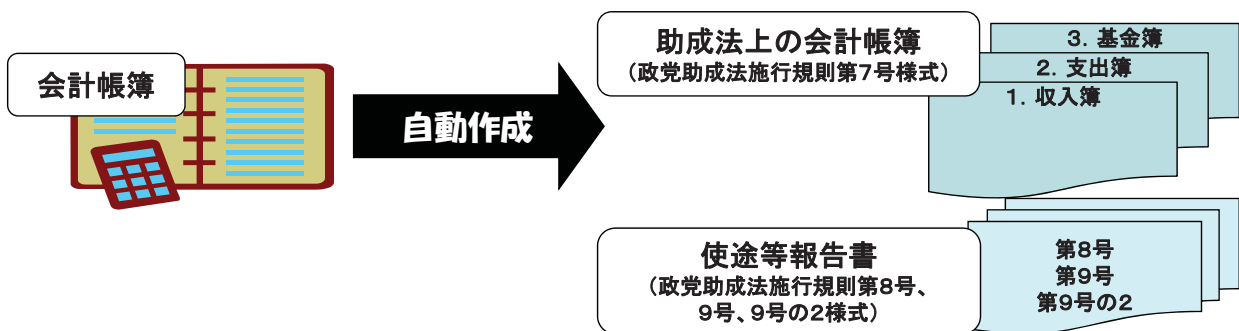 会計帳簿
自動作成
助成法上の会計帳簿
(政党助成法施行規則第7号様式)
3. 基金簿
2. 支出簿
1. 収入簿
使途等報告書
(政党助成法施行規則第8号、
9号、9号の2様式)
第8号
第9号
第9号の2